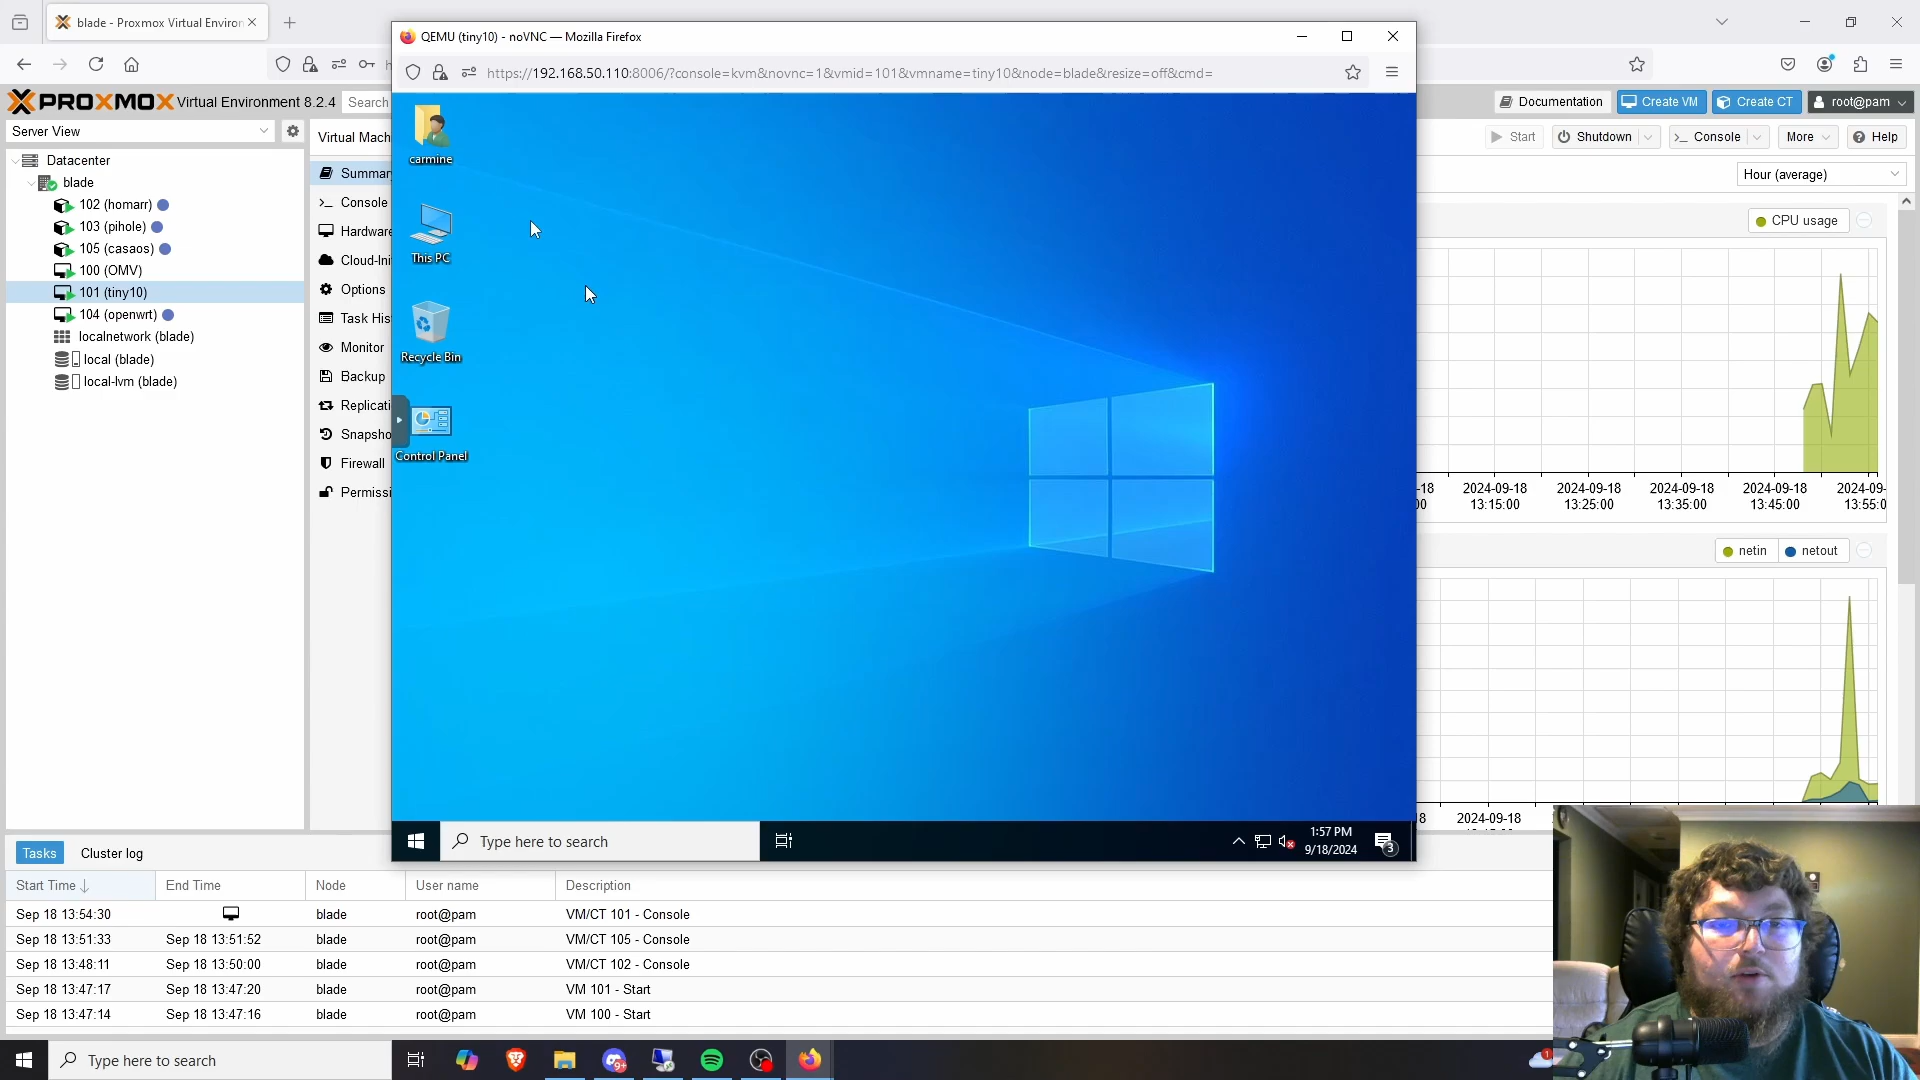 blade - Proxmox Virtual Environ
QEMU (tiny10) - noVNC — Mozilla Firefox
https://192.168.50.110:8006/?console=kvm&novnc=1&vmid=101&vmname=tiny10&node=blade&resize=off&cmd=
PROXMOX Virtual Environment 8.2.4
Search
Documentation
Create VM
Create CT
root@pam
Server View
Virtual Mach
Start
Shutdown
Console
More
Help
Datacenter
blade
102 (homarr)
103 (pihole)
105 (casaos)
100 (OMV)
101 (tiny10)
104 (openwrt)
localnetwork (blade)
local (blade)
local-lvm (blade)
Summar
Console
Hardware
Cloud-Ini
Options
Task His
Monitor
Backup
Replicati
Snapsho
Firewall
Permissi
carmine
This PC
Recycle Bin
Control Panel
Type here to search
1:57 PM
9/18/2024
3
Hour (average)
CPU usage
-18 2024-09-18 2024-09-18 2024-09-18 2024-09-18 2024-09-
00 13:15:00 13:25:00 13:35:00 13:45:00 13:55:0
netin
netout
18 2024-09-18
Tasks
Cluster log
Start Time End Time Node User name Description
Sep 18 13:54:30 blade root@pam VM/CT 101 - Console
Sep 18 13:51:33 Sep 18 13:51:52 blade root@pam VM/CT 105 - Console
Sep 18 13:48:11 Sep 18 13:50:00 blade root@pam VM/CT 102 - Console
Sep 18 13:47:17 Sep 18 13:47:20 blade root@pam VM 101 - Start
Sep 18 13:47:14 Sep 18 13:47:16 blade root@pam VM 100 - Start
Type here to search
9+
1